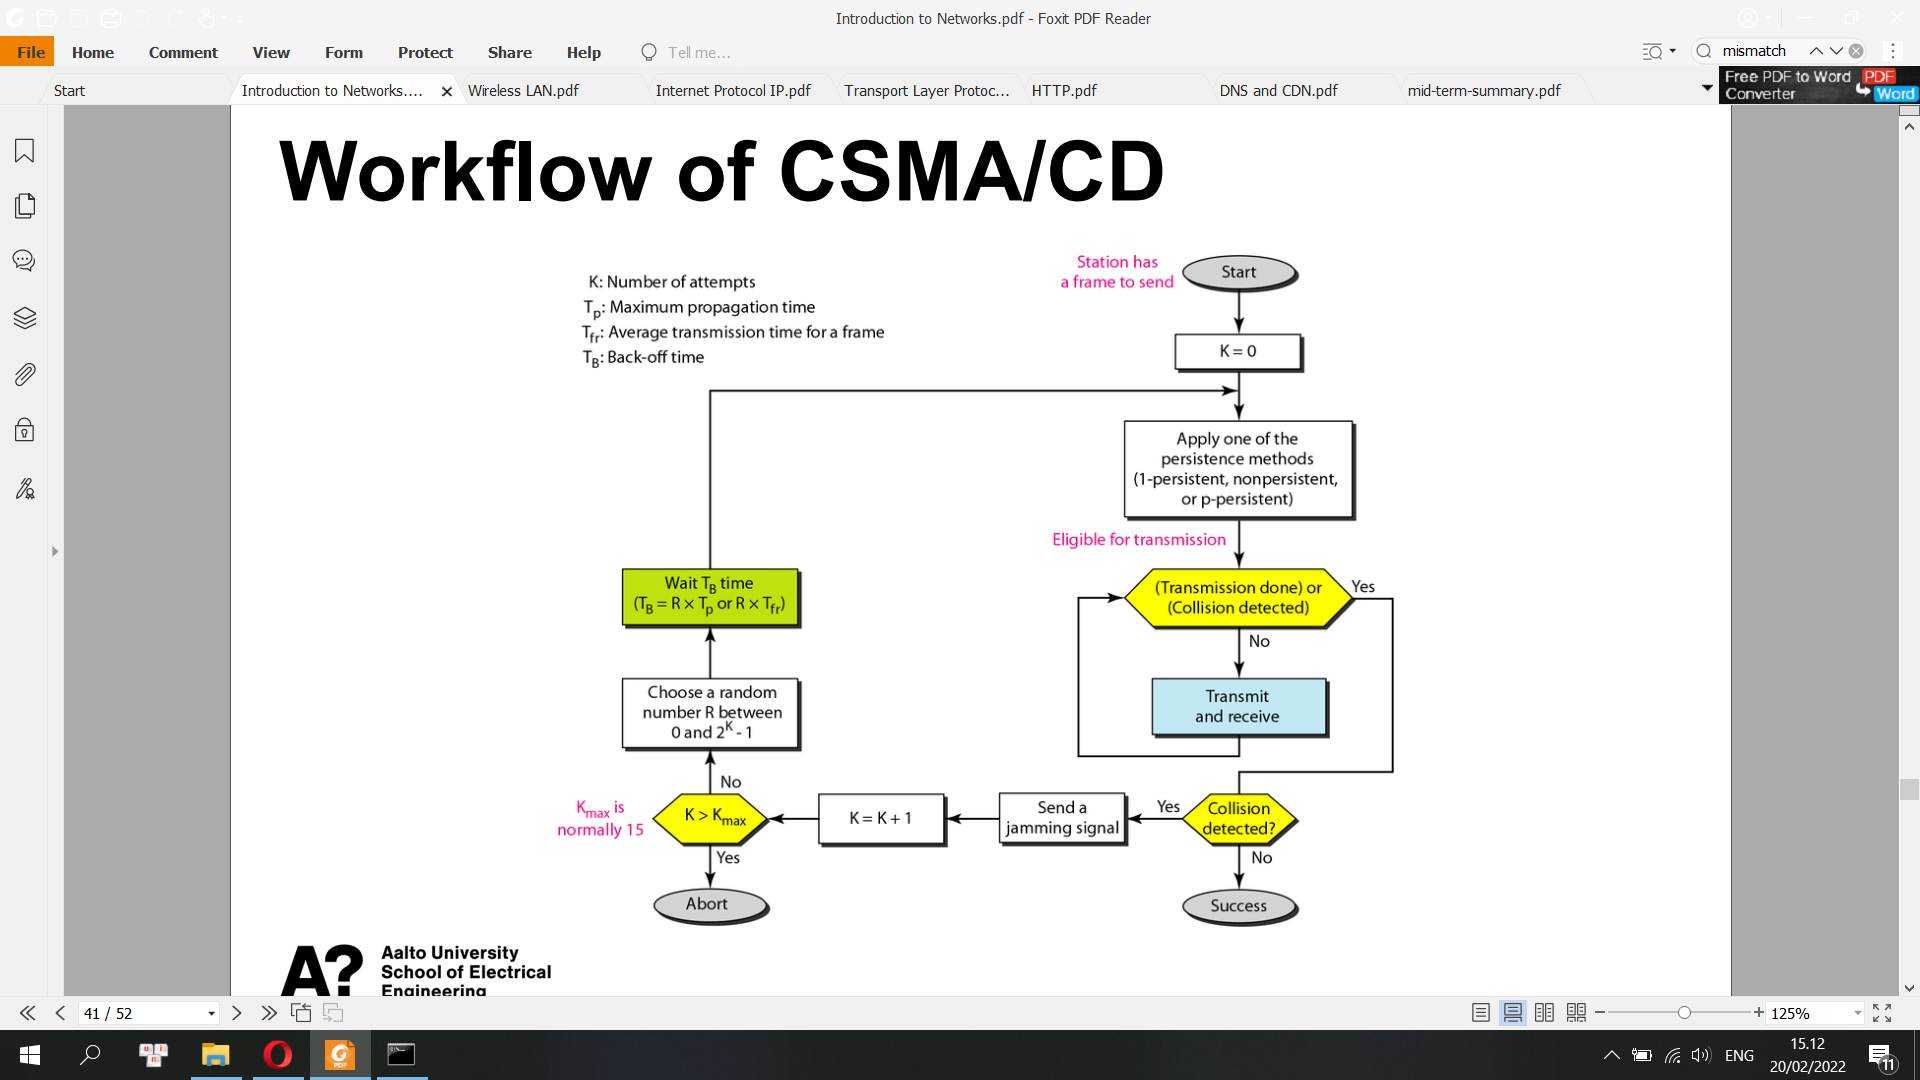 Introduction to Networks.pdf - Foxit PDF Reader
File Home Comment View Form Protect Share Help Tell me...
mismatch
Start Introduction to Networks.... Wireless LAN.pdf Internet Protocol IP.pdf Transport Layer Protoc... HTTP.pdf DNS and CDN.pdf mid-term-summary.pdf
Free PDF to Word PDF
Converter Word
Workflow of CSMA/CD
K: Number of attempts
Tp: Maximum propagation time
Tfr: Average transmission time for a frame
TB: Back-off time
Station has
a frame to send
Start
K = 0
Apply one of the
persistence methods
(1-persistent, nonpersistent,
or p-persistent)
Eligible for transmission
(Transmission done) or
(Collision detected)
Yes
No
Transmit
and receive
Wait TB time
(TB = R × Tp or R × Tfr)
Choose a random
number R between
0 and 2^K - 1
No
Kmax is
normally 15
K > Kmax
K = K + 1
Send a
jamming signal
Yes
Collision
detected?
Yes
No
Abort
Success
A?
Aalto University
School of Electrical
Engineering
41 / 52
125%
PDF
ENG
15.12
20/02/2022
11